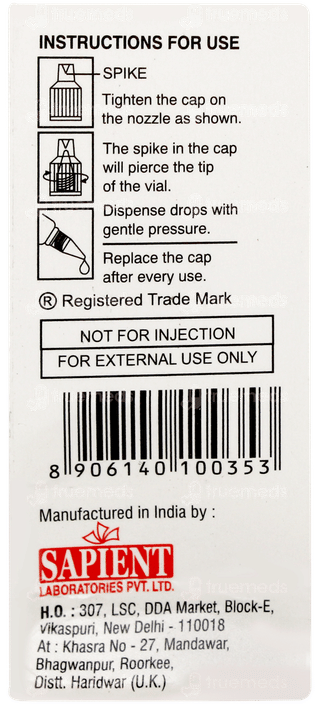 INSTRUCTIONS FOR USE
SPIKE
Tighten the cap on
the nozzle as shown.
The spike in the cap
will pierce the tip
of the vial.
Dispense drops with
gentle pressure.
Replace the cap
after every use.
® Registered Trade Mark
NOT FOR INJECTION
FOR EXTERNAL USE ONLY
8 906140 100353
Manufactured in India by :
SAPIENT
LABORATORIES PVT. LTD.
H.O. : 307, LSC, DDA Market, Block-E,
Vikaspuri, New Delhi - 110018
At : Khasra No - 27, Mandawar,
Bhagwanpur, Roorkee,
Distt. Haridwar (U.K.)